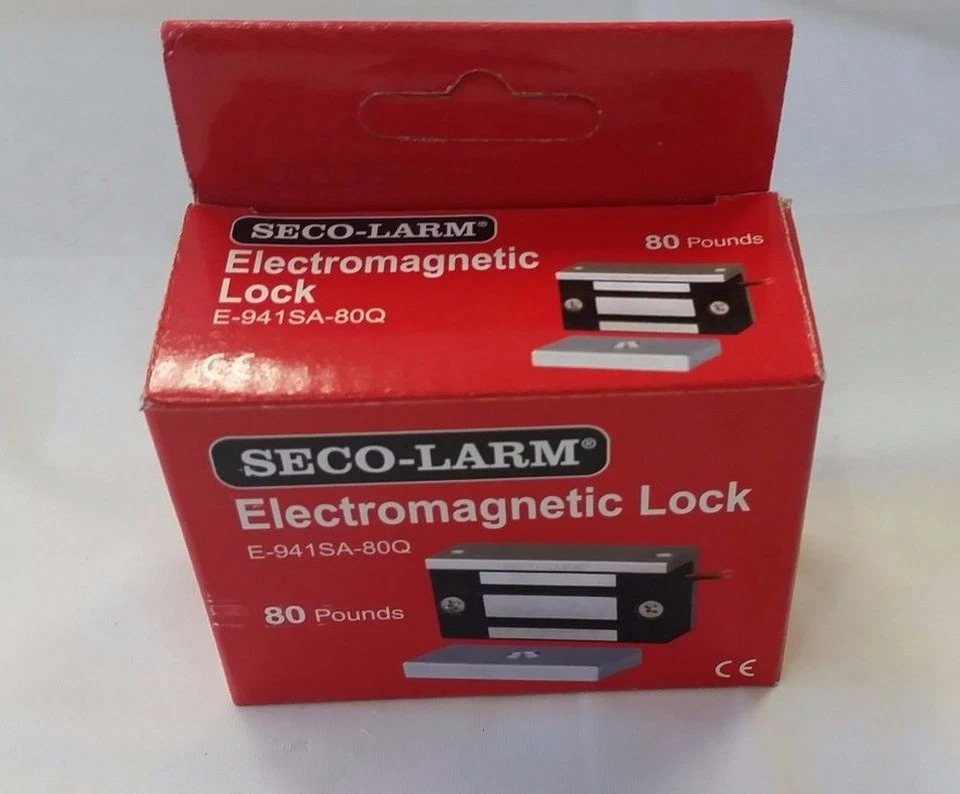 SECO-LARM®
80 Pounds
Electromagnetic
Lock
E-941SA-80Q
CE
SECO-LARM®
Electromagnetic Lock
E-941SA-80Q
80 Pounds
CE